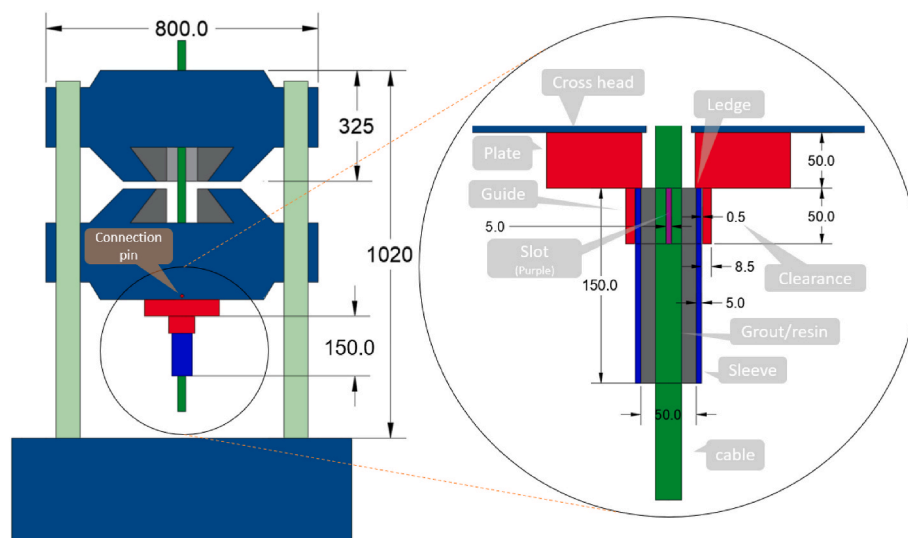 800.0
325
Connection
pin
1020
150.0
Cross head
Ledge
Plate
50.0
Guide
5.0
0.5
50.0
Slot
(Purple)
150.0
8.5
Clearance
5.0
Grout/resin
Sleeve
50.0
cable